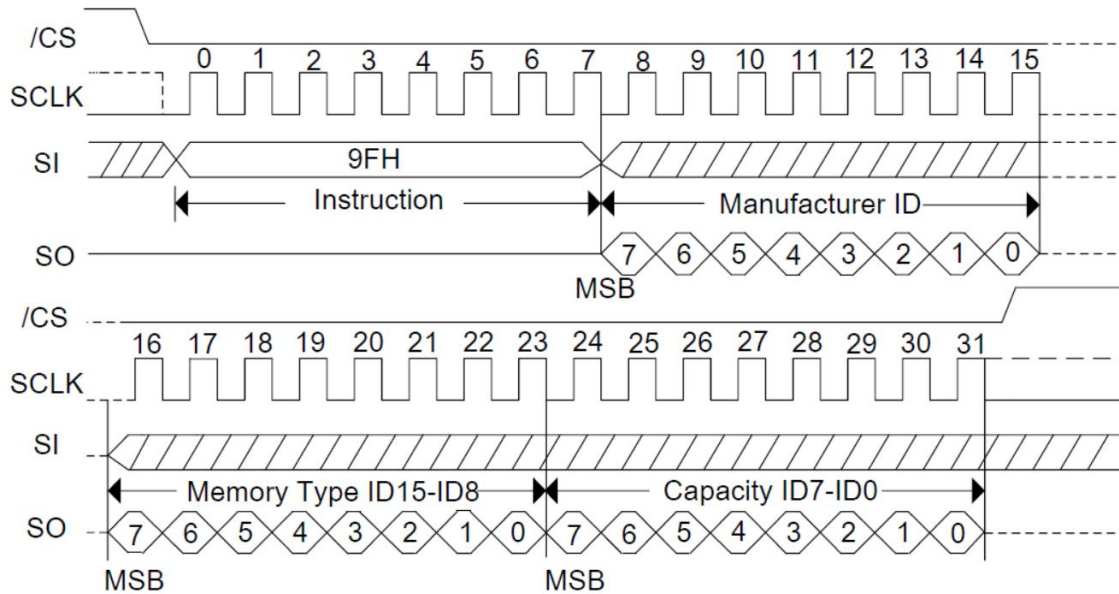 /CS
0 1 2 3 4 5 6 7 8 9 10 11 12 13 14 15
SCLK
SI 9FH
Instruction Manufacturer ID
SO 7 6 5 4 3 2 1 0
MSB
/CS
16 17 18 19 20 21 22 23 24 25 26 27 28 29 30 31
SCLK
SI
Memory Type ID15-ID8 Capacity ID7-ID0
SO 7 6 5 4 3 2 1 0 7 6 5 4 3 2 1 0
MSB MSB